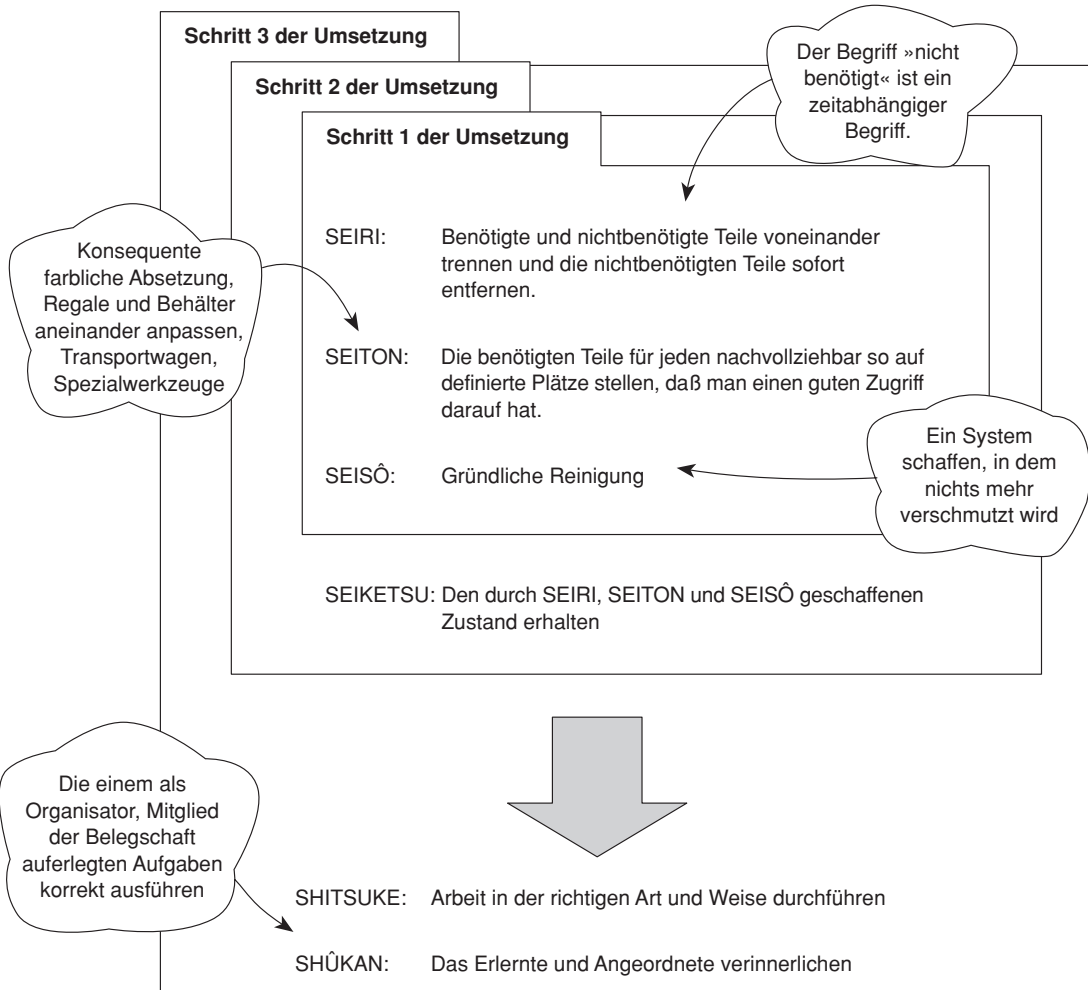 Schritt 3 der Umsetzung
Schritt 2 der Umsetzung
Schritt 1 der Umsetzung
Der Begriff »nicht
benötigt« ist ein
zeitabhängiger
Begriff.
SEIRI: Benötigte und nichtbenötigte Teile voneinander
trennen und die nichtbenötigten Teile sofort
entfernen.
Konsequente
farbliche Absetzung,
Regale und Behälter
aneinander anpassen,
Transportwagen,
Spezialwerkzeuge
SEITON: Die benötigten Teile für jeden nachvollziehbar so auf
definierte Plätze stellen, daß man einen guten Zugriff
darauf hat.
SEISÔ: Gründliche Reinigung
Ein System
schaffen, in dem
nichts mehr
verschmutzt wird
SEIKETSU: Den durch SEIRI, SEITON und SEISÔ geschaffenen
Zustand erhalten
Die einem als
Organisator, Mitglied
der Belegschaft
auferlegten Aufgaben
korrekt ausführen
SHITSUKE: Arbeit in der richtigen Art und Weise durchführen
SHÛKAN: Das Erlernte und Angeordnete verinnerlichen